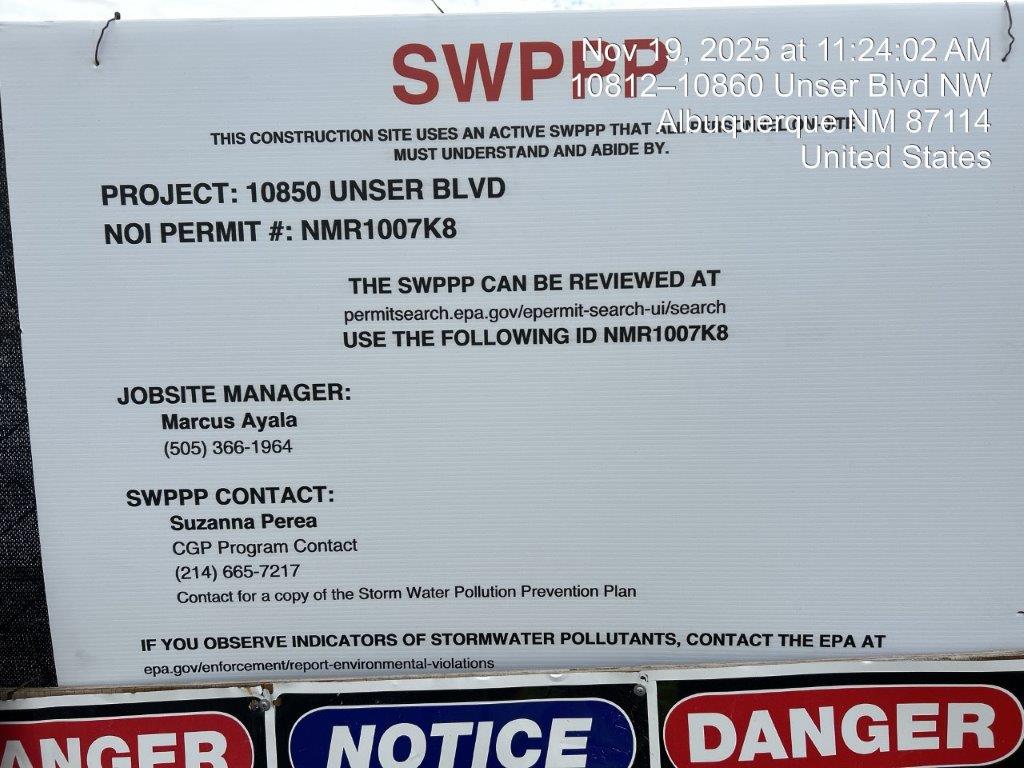 SWPPP
Nov 19, 2025 at 11:24:02 AM
10812–10860 Unser Blvd NW
Albuquerque NM 87114
United States
THIS CONSTRUCTION SITE USES AN ACTIVE SWPPP THAT ALL PERSONNEL ON SITE
MUST UNDERSTAND AND ABIDE BY.
PROJECT: 10850 UNSER BLVD
NOI PERMIT #: NMR1007K8
THE SWPPP CAN BE REVIEWED AT
permitsearch.epa.gov/epermit-search-ui/search
USE THE FOLLOWING ID NMR1007K8
JOBSITE MANAGER:
Marcus Ayala
(505) 366-1964
SWPPP CONTACT:
Suzanna Perea
CGP Program Contact
(214) 665-7217
Contact for a copy of the Storm Water Pollution Prevention Plan
IF YOU OBSERVE INDICATORS OF STORMWATER POLLUTANTS, CONTACT THE EPA AT
epa.gov/enforcement/report-environmental-violations
ANGER
NOTICE
DANGER